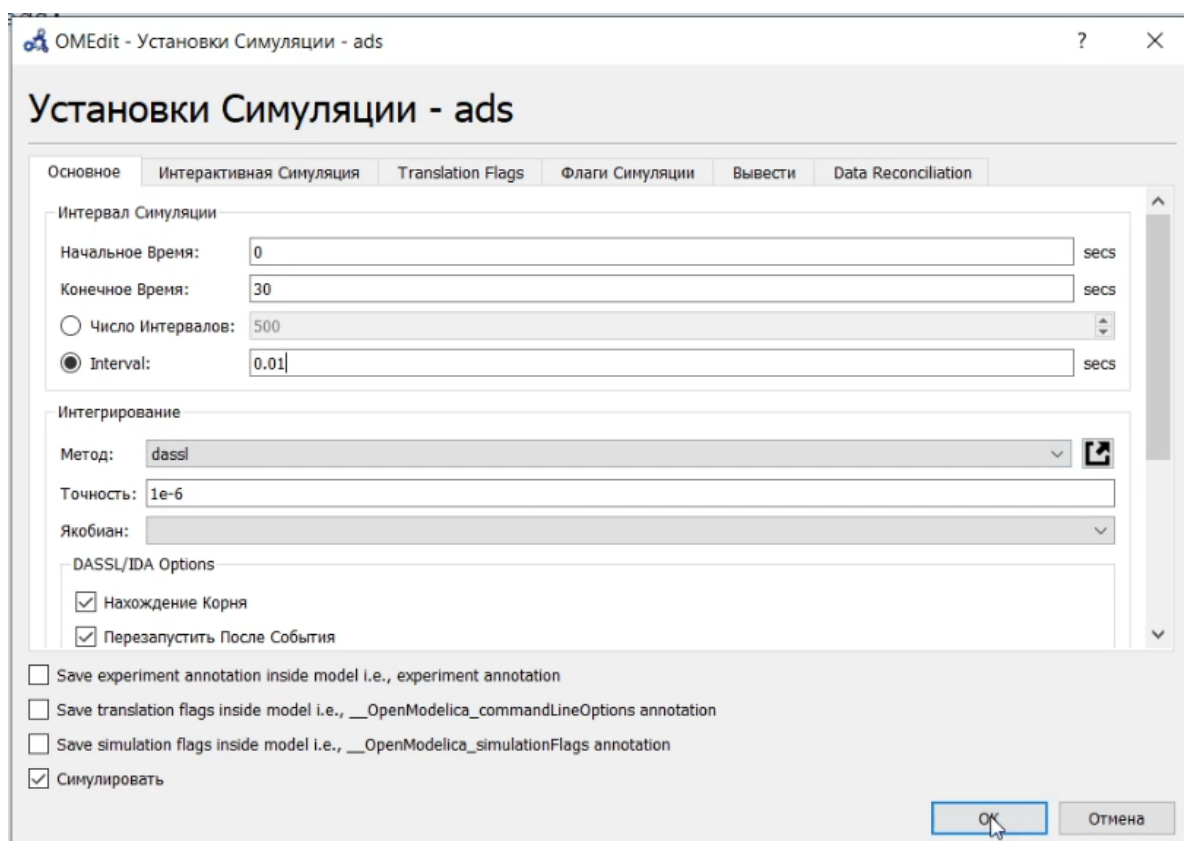 OMEdit - Установки Симуляции - ads
?
Установки Симуляции - ads
Основное Интерактивная Симуляция Translation Flags Флаги Симуляции Вывести Data Reconciliation
Интервал Симуляции
Начальное Время: 0 secs
Конечное Время: 30 secs
Число Интервалов: 500
Interval: 0.01 secs
Интегрирование
Метод: dassl
Точность: 1e-6
Якобиан:
DASSL/IDA Options
Нахождение Корня
Перезапустить После События
Save experiment annotation inside model i.e., experiment annotation
Save translation flags inside model i.e., __OpenModelica_commandLineOptions annotation
Save simulation flags inside model i.e., __OpenModelica_simulationFlags annotation
Симулировать
OK Отмена